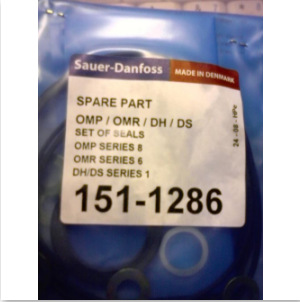 Sauer-Danfoss
MADE IN DENMARK
SPARE PART
OMP / OMR / DH / DS
SET OF SEALS
OMP SERIES 8
OMR SERIES 6
DH/DS SERIES 1
151-1286